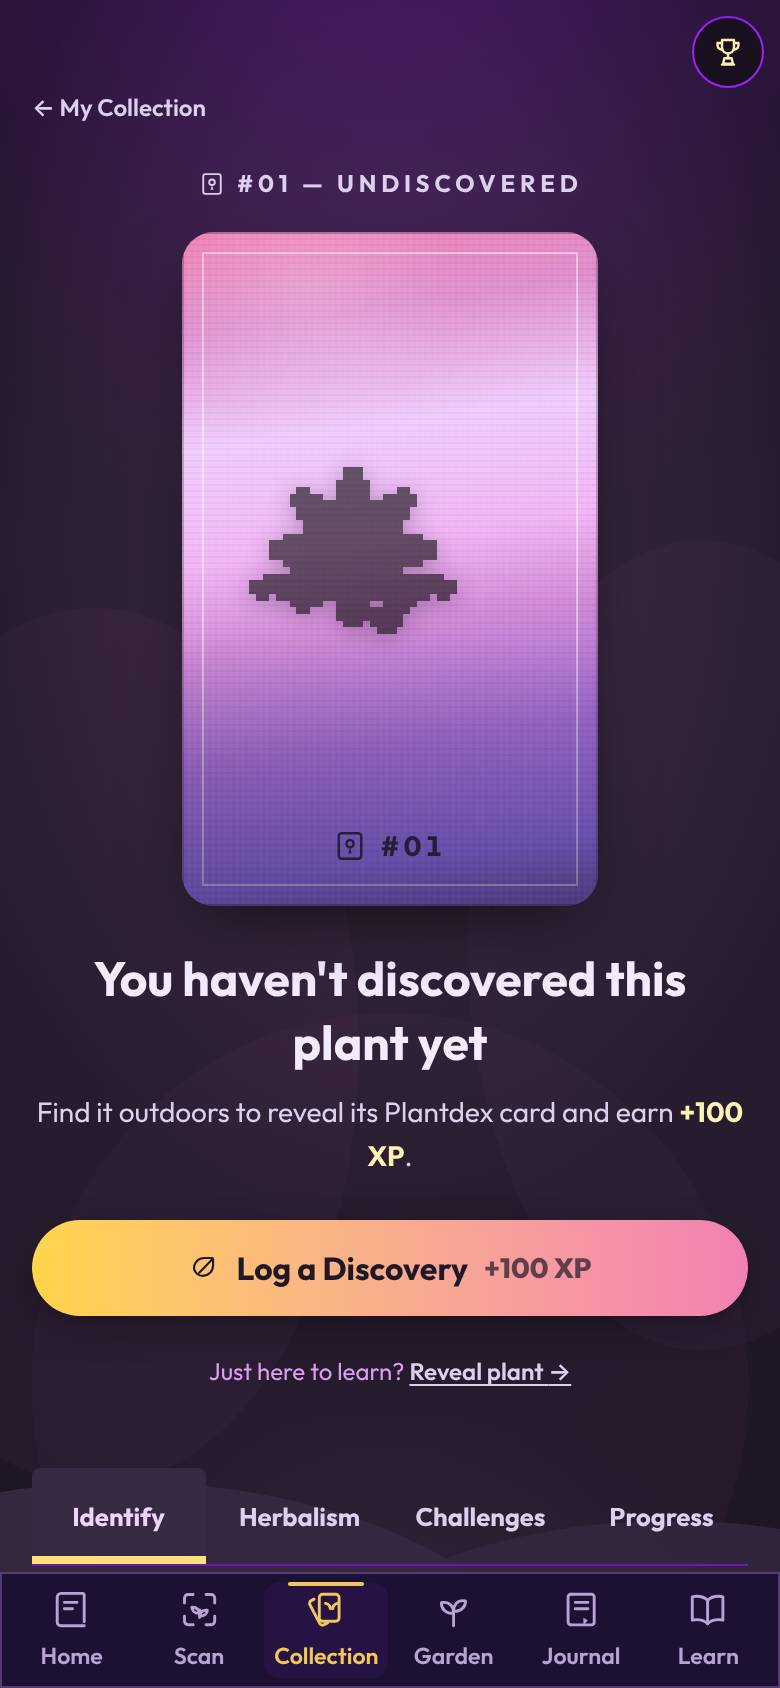 ← My Collection
#01 — UNDISCOVERED
#01
You haven't discovered this
plant yet
Find it outdoors to reveal its Plantdex card and earn +100
XP.
Log a Discovery +100 XP
Just here to learn? Reveal plant →
Identify Herbalism Challenges Progress
Home Scan Collection Garden Journal Learn